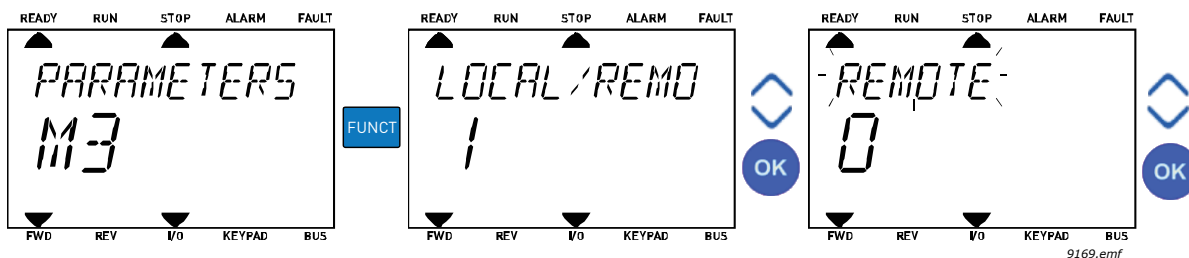 READY RUN STOP ALARM FAULT
PARAMETERS
M3
FWD REV I/O KEYPAD BUS
FUNCT
READY RUN STOP ALARM FAULT
LOCAL/REMO
1
FWD REV I/O KEYPAD BUS
OK
READY RUN STOP ALARM FAULT
REMOTE
0
FWD REV I/O KEYPAD BUS
OK
9169.emf